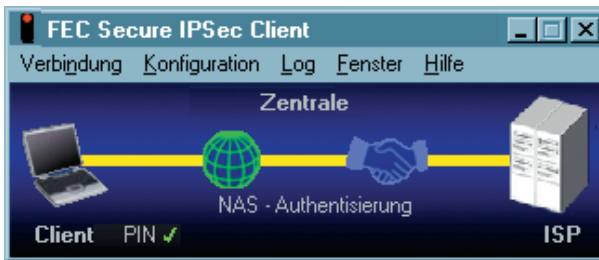 FEC Secure IPSec Client
Verbindung Konfiguration Log Fenster Hilfe
Zentrale
NAS - Authentisierung
Client PIN ✓ ISP